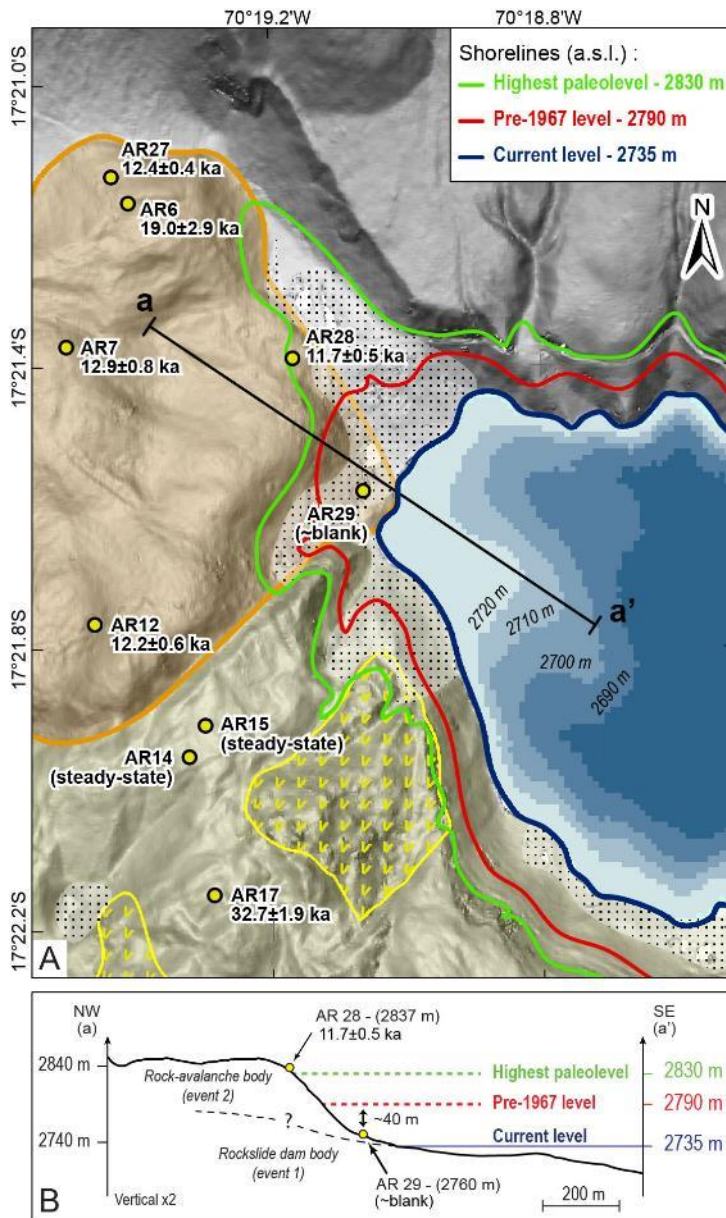 70°19.2'W
70°18.8'W
Shorelines (a.s.l.) :
Highest paleolevel - 2830 m
Pre-1967 level - 2790 m
Current level - 2735 m
17°21.0'S
N
AR27
12.4±0.4 ka
AR6
19.0±2.9 ka
a
AR28
11.7±0.5 ka
AR7
12.9±0.8 ka
17°21.4'S
AR29
(~blank)
2720 m
2710 m
a'
2700 m
2690 m
AR12
12.2±0.6 ka
17°21.8'S
AR15
(steady-state)
AR14
(steady-state)
AR17
32.7±1.9 ka
17°22.2'S
A
NW
(a)
AR 28 - (2837 m)
11.7±0.5 ka
SE
(a')
2840 m
Rock-avalanche body
(event 2)
Highest paleolevel
2830 m
Pre-1967 level
2790 m
~40 m
?
2740 m
Rockslide dam body
(event 1)
Current level
2735 m
AR 29 - (2760 m)
(~blank)
B
Vertical x2
200 m